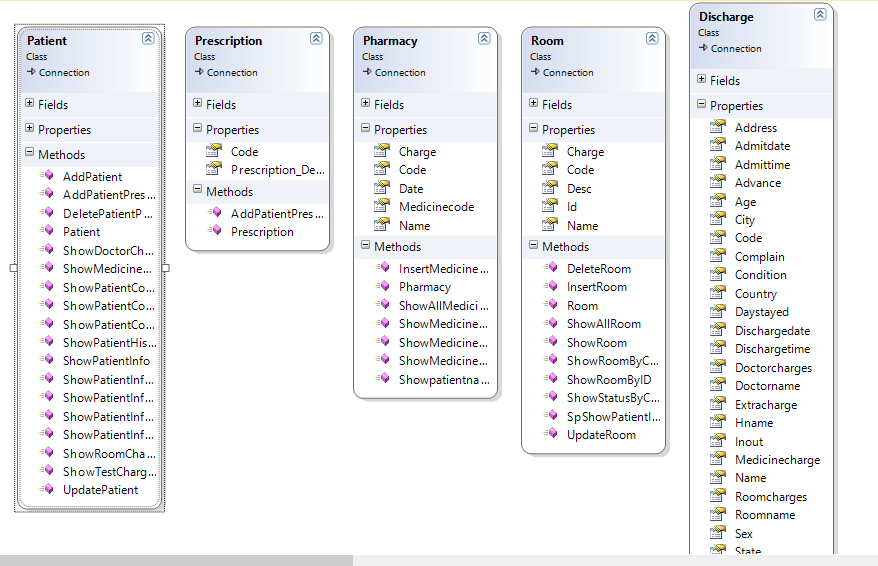 Patient
Class
Connection
Fields
Properties
Methods
AddPatient
AddPatientPres...
DeletePatientP...
Patient
ShowDoctorCh...
ShowMedicine...
ShowPatientCo...
ShowPatientCo...
ShowPatientCo...
ShowPatientHis...
ShowPatientInfo
ShowPatientInf...
ShowPatientInf...
ShowPatientInf...
ShowPatientInf...
ShowRoomCha...
ShowTestCharg...
UpdatePatient
Prescription
Class
Connection
Fields
Properties
Code
Prescription_De...
Methods
AddPatientPres...
Prescription
Pharmacy
Class
Connection
Fields
Properties
Charge
Code
Date
Medicinecode
Name
Methods
InsertMedicine...
Pharmacy
ShowAllMedici...
ShowMedicine...
ShowMedicine...
ShowMedicine...
Showpatientna...
Room
Class
Connection
Fields
Properties
Charge
Code
Desc
Id
Name
Methods
DeleteRoom
InsertRoom
Room
ShowAllRoom
ShowRoom
ShowRoomByC...
ShowRoomByID
ShowStatusByC...
SpShowPatientI...
UpdateRoom
Discharge
Class
Connection
Fields
Properties
Address
Admitdate
Admittime
Advance
Age
City
Code
Complain
Condition
Country
Daystayed
Dischargedate
Dischargetime
Doctorcharges
Doctorname
Extracharge
Hname
Inout
Medicinecharge
Name
Roomcharges
Roomname
Sex
State